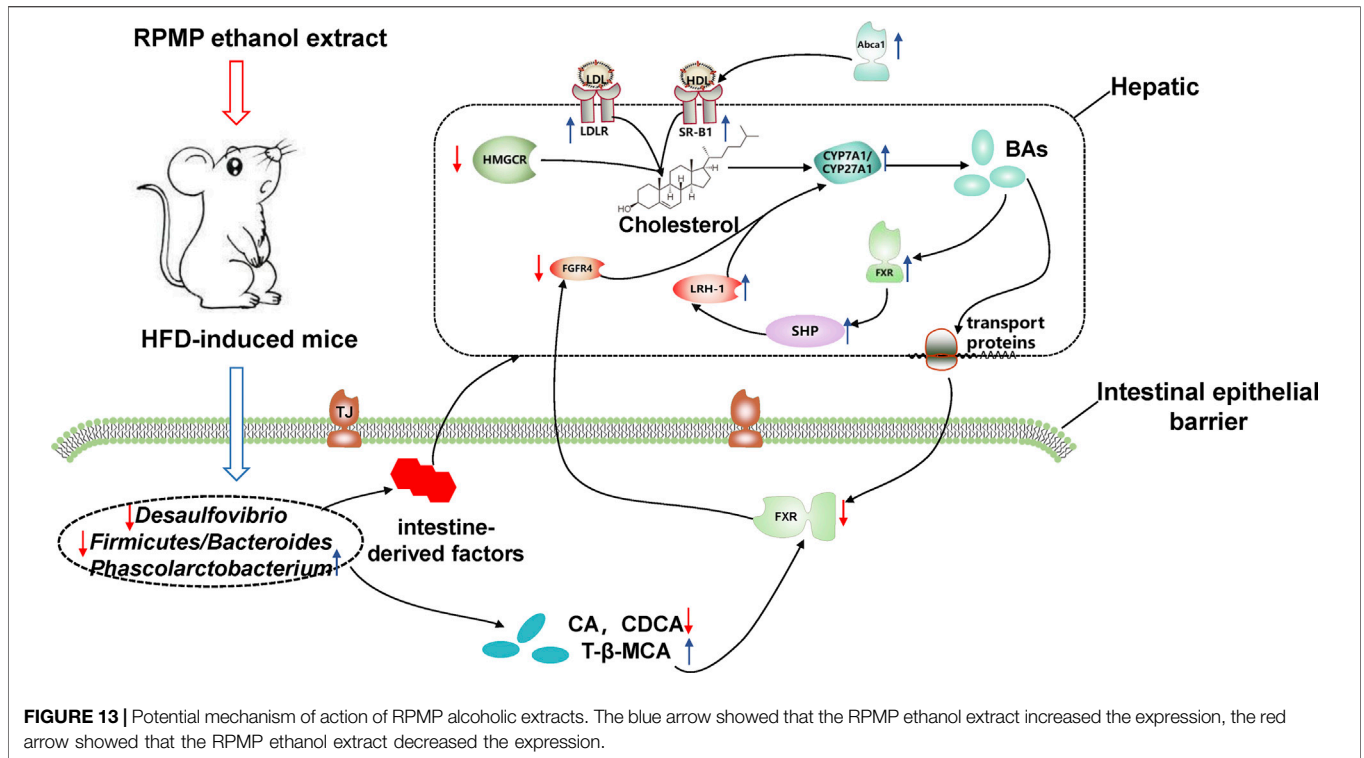 RPMP ethanol extract
HFD-induced mice
Abca1
LDL
HDL
LDLR
SR-B1
Hepatic
HMGCR
H
H
H
H
HO
Cholesterol
CYP7A1/
CYP27A1
BAs
FGFR4
LRH-1
FXR
SHP
transport
proteins
AAAAA
TJ
Intestinal epithelial
barrier
Desaulfovibrio
Firmicutes/Bacteroides
Phascolarctobacterium
intestine-
derived factors
FXR
CA, CDCA
T-β-MCA
FIGURE 13 | Potential mechanism of action of RPMP alcoholic extracts. The blue arrow showed that the RPMP ethanol extract increased the expression, the red
arrow showed that the RPMP ethanol extract decreased the expression.